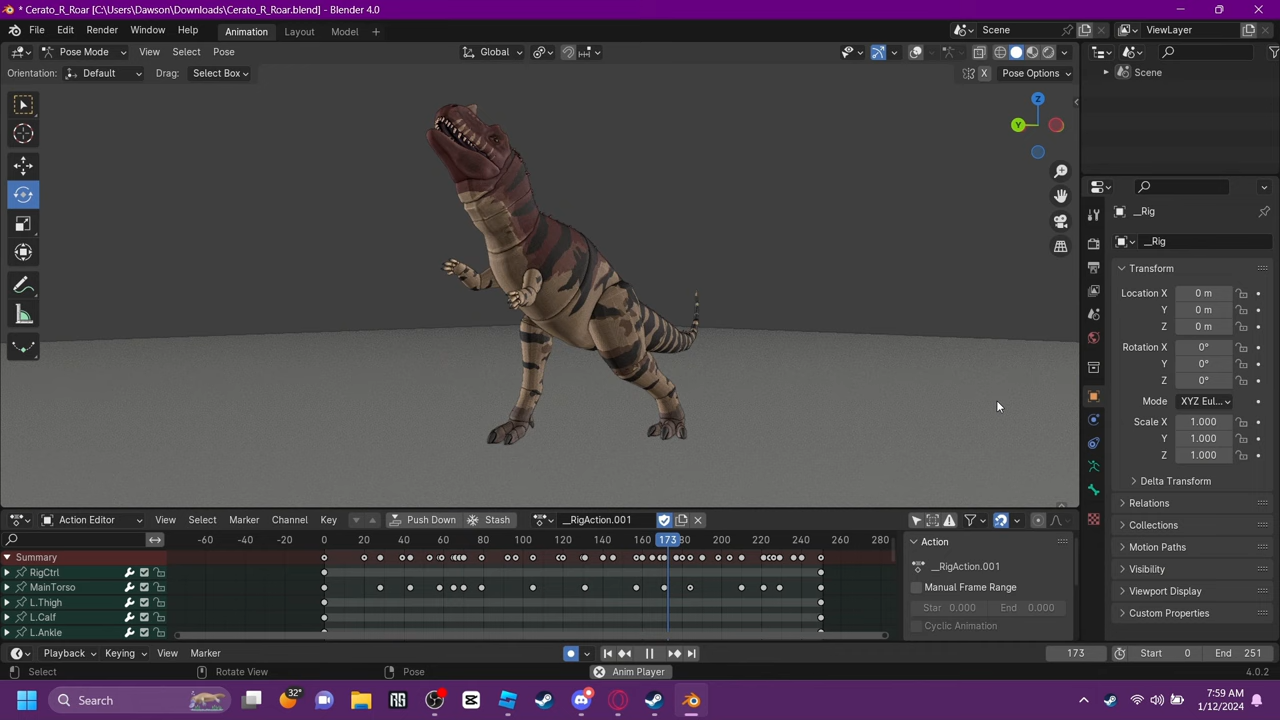 * Cerato_R_Roar [C:\Users\Dawson\Downloads\Cerato_R_Roar.blend] - Blender 4.0
File Edit Render Window Help Animation Layout Model + Scene ViewLayer
Pose Mode View Select Pose Global
Orientation: Default Drag: Select Box X Pose Options
Scene
Z
Y
__Rig
__Rig
Transform
Location X 0 m
Y 0 m
Z 0 m
Rotation X 0°
Y 0°
Z 0°
Mode XYZ Eul...
Scale X 1.000
Y 1.000
Z 1.000
Delta Transform
Relations
Collections
Motion Paths
Visibility
Viewport Display
Custom Properties
Action Editor View Select Marker Channel Key Push Down Stash __RigAction.001
-60 -40 -20 0 20 40 60 80 100 120 140 160 173 180 200 220 240 260 280
Summary
RigCtrl
MainTorso
L.Thigh
L.Calf
L.Ankle
Action
__RigAction.001
Manual Frame Range
Start 0.000 End 0.000
Cyclic Animation
Playback Keying View Marker 173 Start 0 End 251
Select Rotate View Pose Anim Player 4.0.2
Search 32° 7:59 AM
1/12/2024